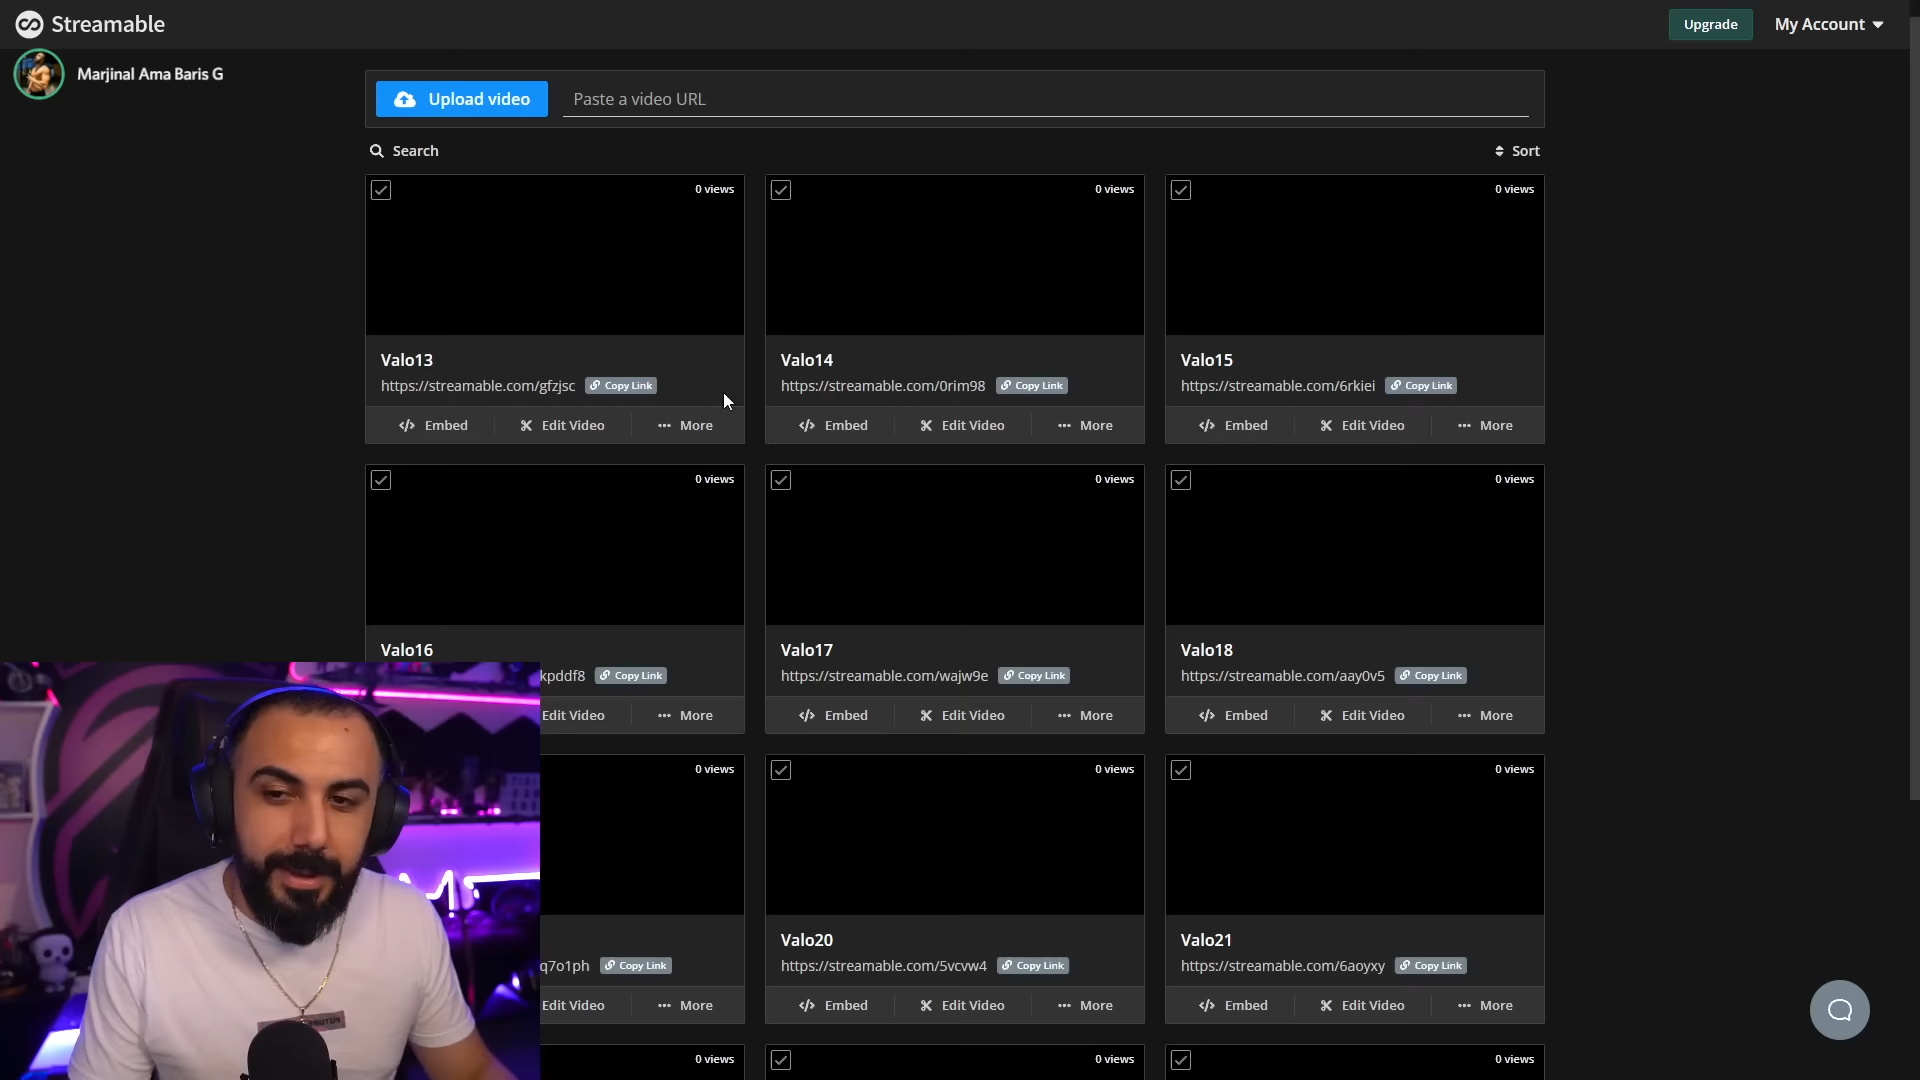 Streamable
Upgrade
My Account
Marjinal Ama Baris G
Upload video
Paste a video URL
Search
Sort
0 views
0 views
0 views
Valo13
Valo14
Valo15
https://streamable.com/gfzjsc Copy Link
https://streamable.com/0rim98 Copy Link
https://streamable.com/6rkiei Copy Link
Embed Edit Video More
Embed Edit Video More
Embed Edit Video More
0 views
0 views
0 views
Valo16
Valo17
Valo18
kpddf8 Copy Link
https://streamable.com/wajw9e Copy Link
https://streamable.com/aay0v5 Copy Link
Edit Video More
Embed Edit Video More
Embed Edit Video More
0 views
0 views
0 views
Valo20
Valo21
q7o1ph Copy Link
https://streamable.com/5vcvw4 Copy Link
https://streamable.com/6aoyxy Copy Link
Edit Video More
Embed Edit Video More
Embed Edit Video More
0 views
0 views
0 views